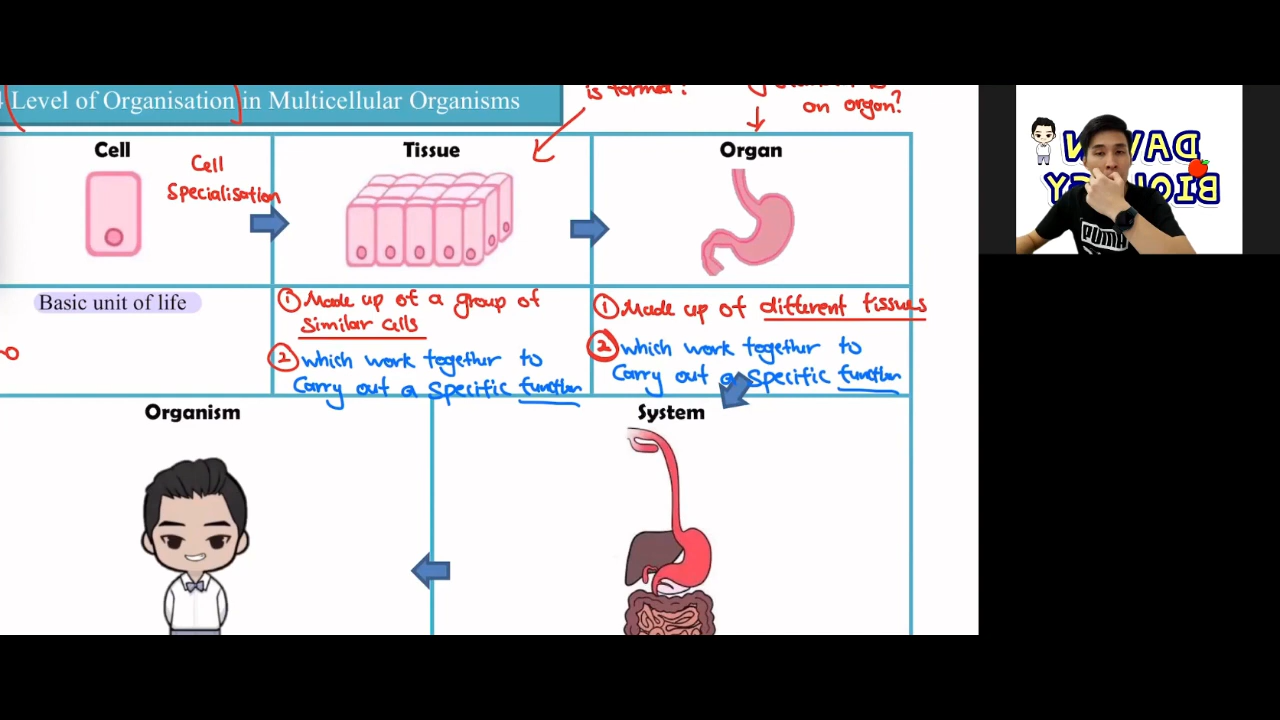 4 Level of Organisation in Multicellular Organisms
is formed?
an organ?
Cell
Cell
Specialisation
Tissue
Organ
Basic unit of life
① Made up of a group of
similar cells
② which work together to
carry out a specific function
① Made up of different tissues
② which work together to
carry out a specific function
Organism
System
BIOLOGY
PUMA